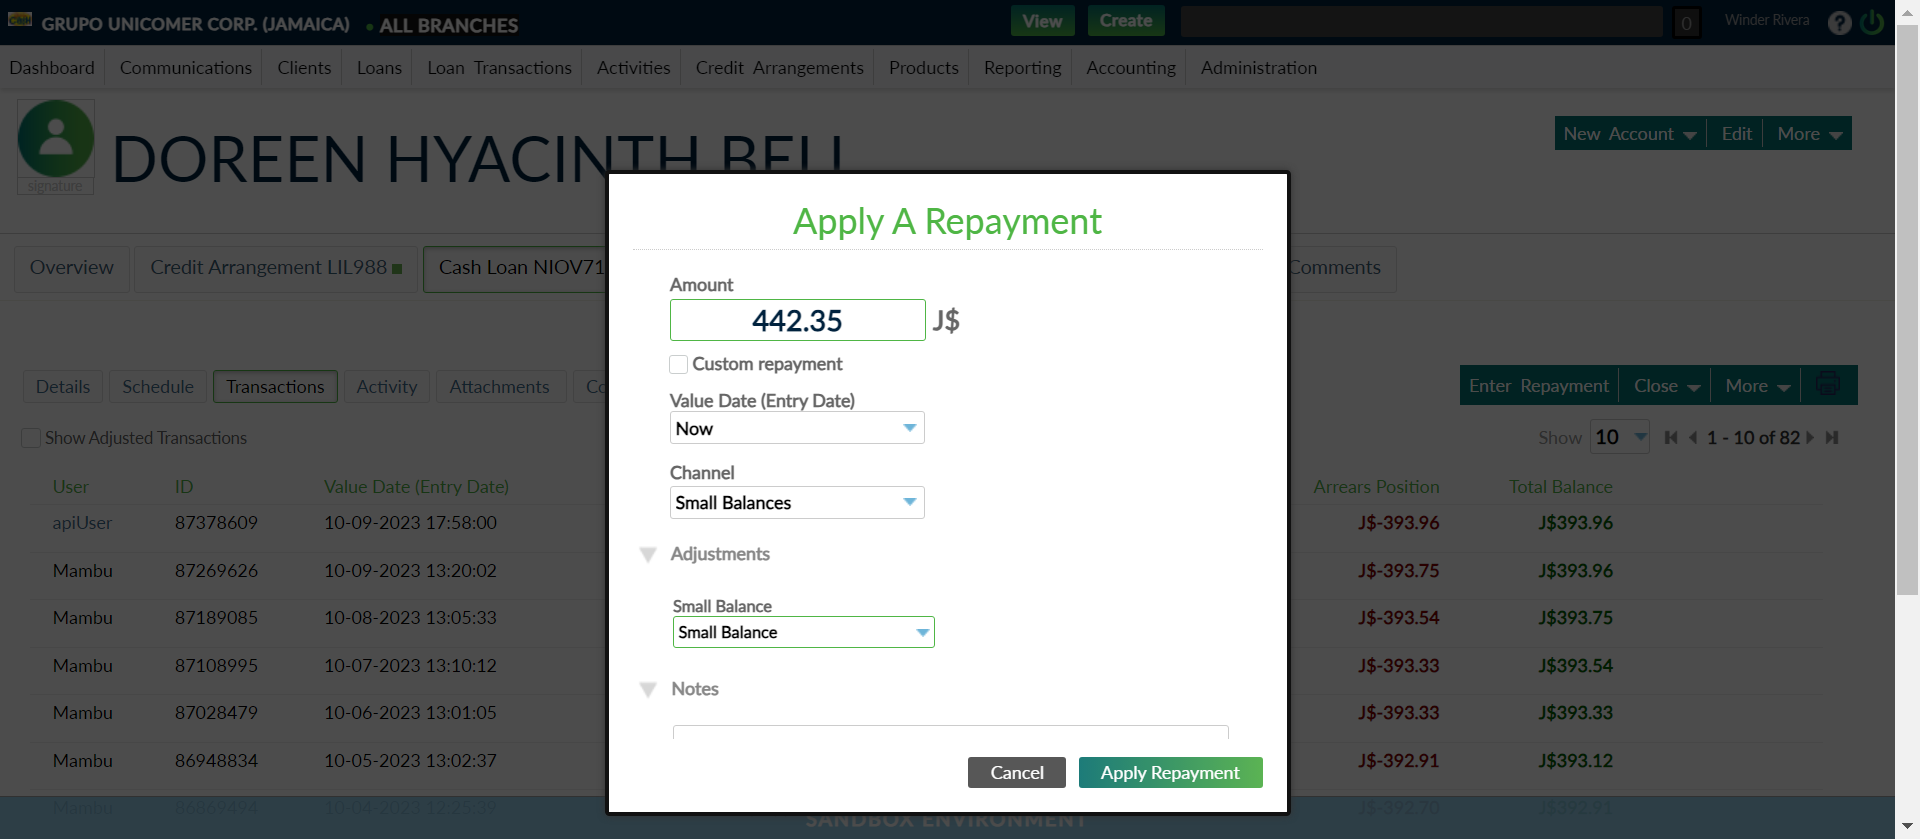 GRUPO UNICOMER CORP. (JAMAICA) • ALL BRANCHES View Create 0 Winder Rivera ?
Dashboard Communications Clients Loans Loan Transactions Activities Credit Arrangements Products Reporting Accounting Administration
signature
DOREEN HYACINTH BELL
New Account Edit More
Apply A Repayment
Overview Credit Arrangement LIL988 Cash Loan NIOV71 Comments
Amount
442.35 J$
Custom repayment
Details Schedule Transactions Activity Attachments Co Enter Repayment Close More
Value Date (Entry Date)
Now
Show Adjusted Transactions Show 10 1 - 10 of 82
Channel
Small Balances
User ID Value Date (Entry Date) Arrears Position Total Balance
apiUser 87378609 10-09-2023 17:58:00 J$-393.96 J$393.96
Adjustments
Mambu 87269626 10-09-2023 13:20:02 J$-393.75 J$393.96
Small Balance
Small Balance
Mambu 87189085 10-08-2023 13:05:33 J$-393.54 J$393.75
Mambu 87108995 10-07-2023 13:10:12 J$-393.33 J$393.54
Notes
Mambu 87028479 10-06-2023 13:01:05 J$-393.33 J$393.33
Mambu 86948834 10-05-2023 13:02:37 J$-392.91 J$393.12
Cancel Apply Repayment
Mambu 86869494 10-04-2023 12:25:39 J$-392.70 J$392.91
SANDBOX ENVIRONMENT